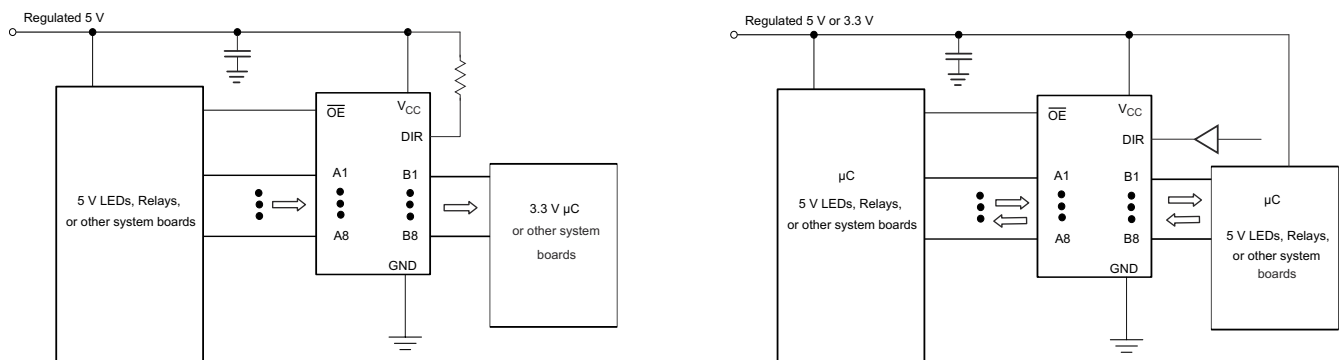 Regulated 5 V
OE
VCC
DIR
A1
B1
A8
B8
GND
5 V LEDs, Relays,
or other system boards
3.3 V µC
or other system
boards
Regulated 5 V or 3.3 V
OE
VCC
DIR
A1
B1
A8
B8
GND
µC
5 V LEDs, Relays,
or other system boards
µC
5 V LEDs, Relays,
or other system
boards